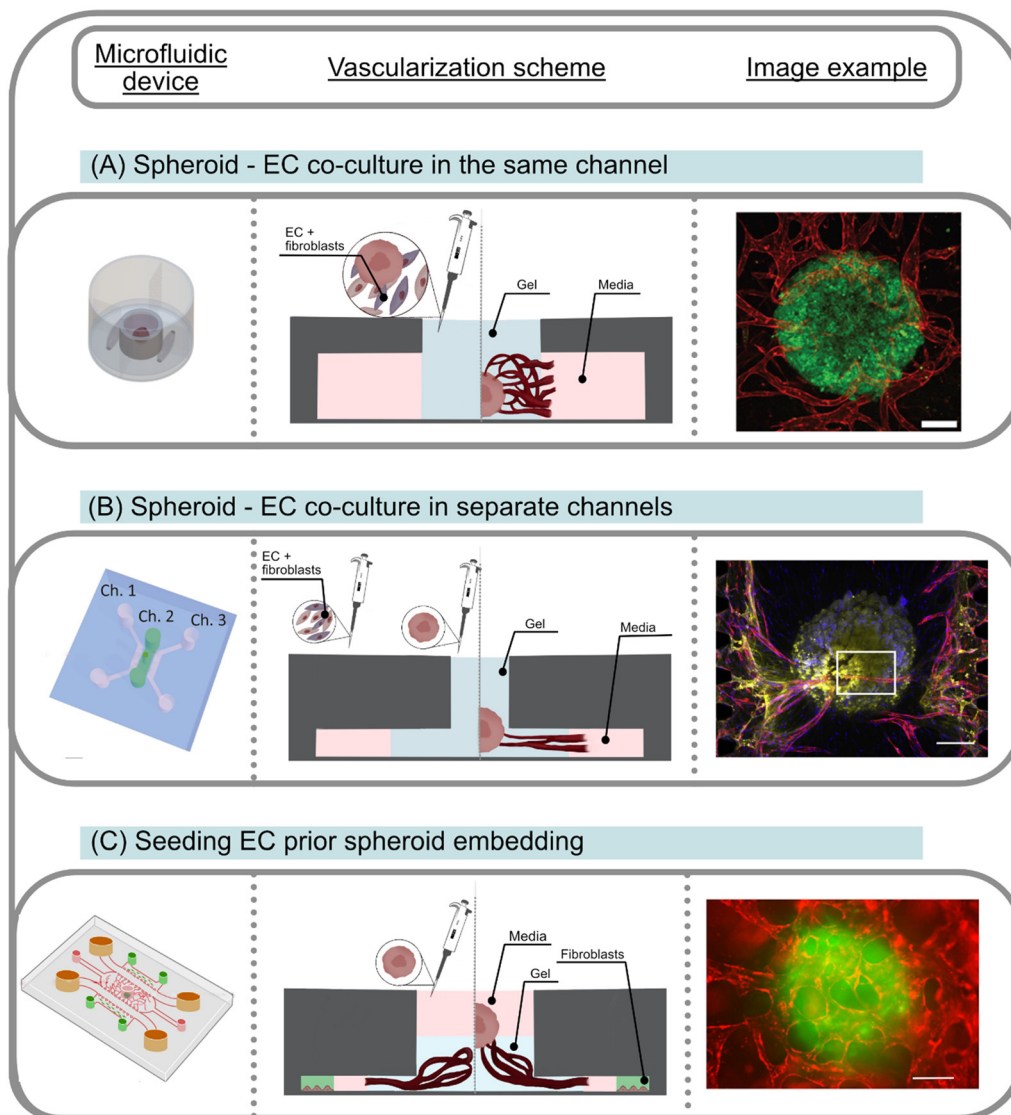 Microfluidic
device
Vascularization scheme
Image example
(A) Spheroid - EC co-culture in the same channel
EC +
fibroblasts
Gel
Media
(B) Spheroid - EC co-culture in separate channels
Ch. 1
Ch. 2
Ch. 3
EC +
fibroblasts
Gel
Media
(C) Seeding EC prior spheroid embedding
Media
Fibroblasts
Gel